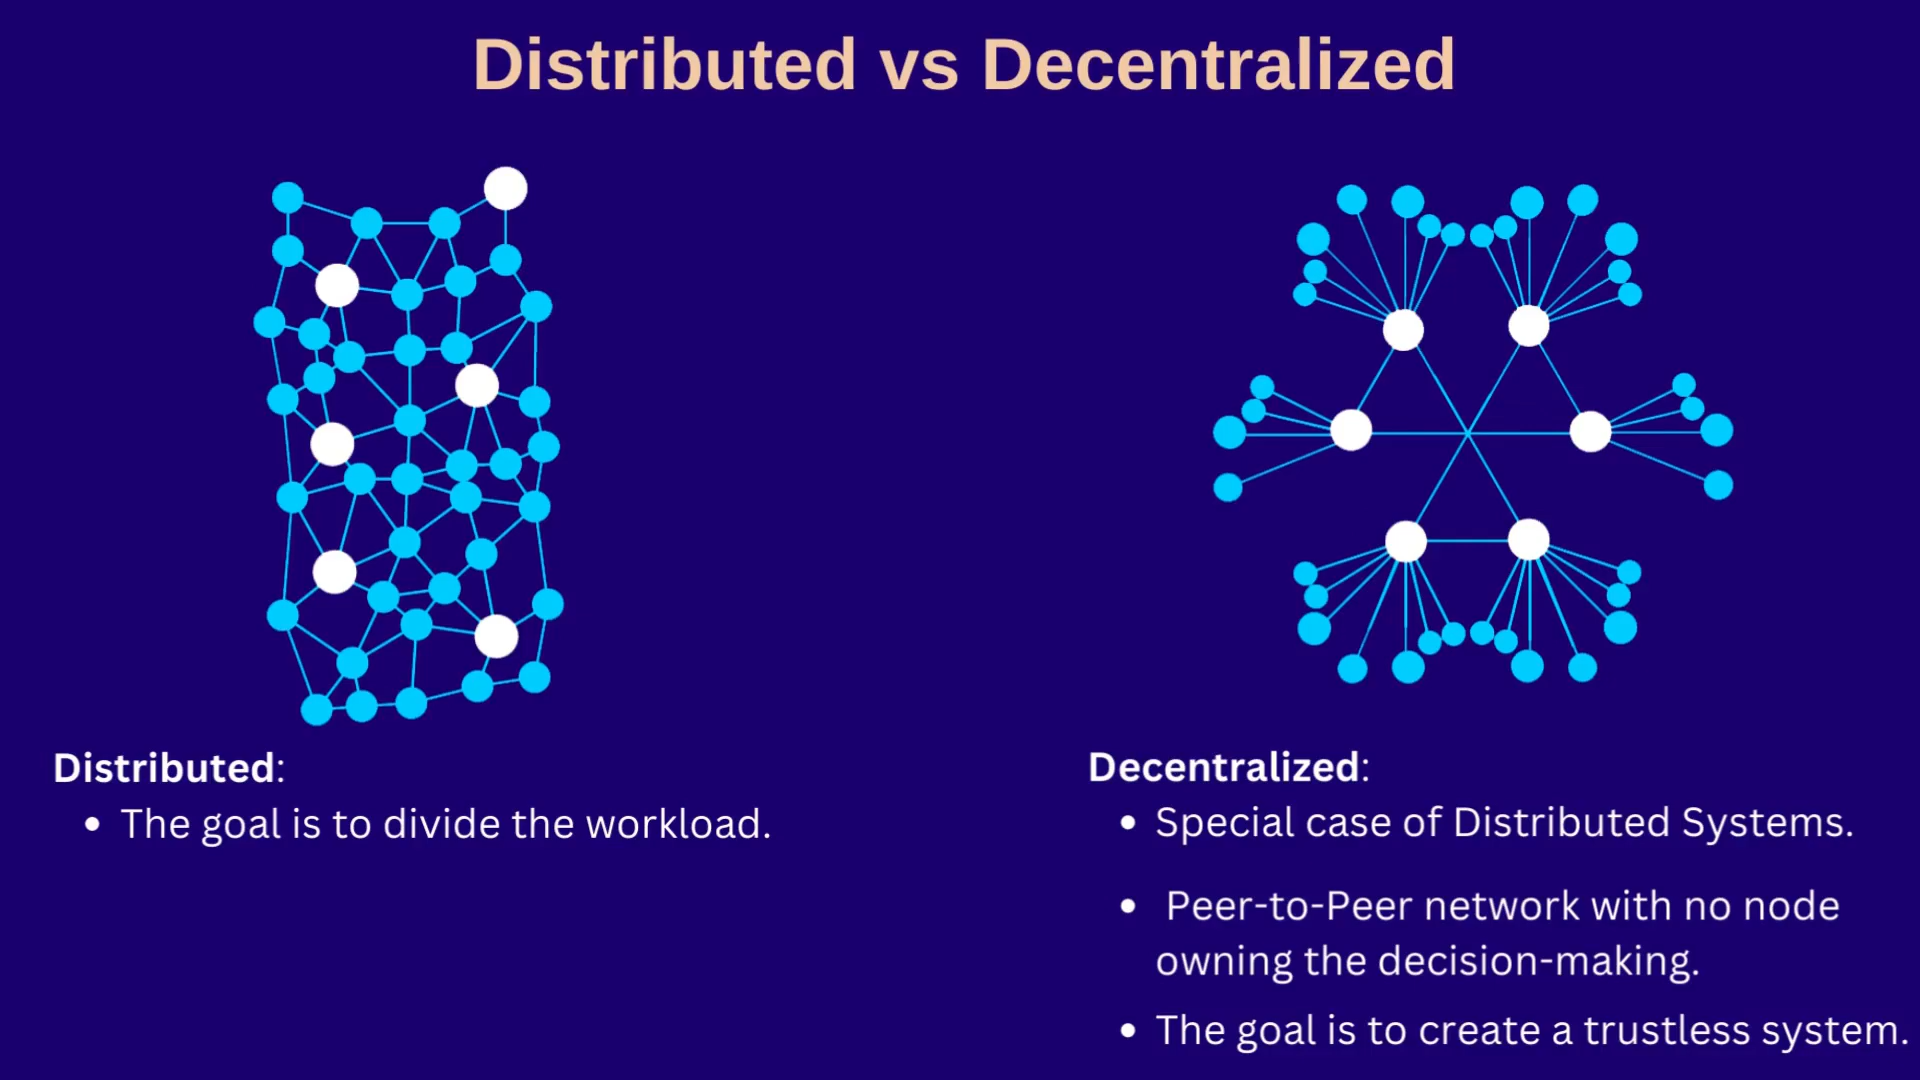 Distributed vs Decentralized
Distributed:
• The goal is to divide the workload.
Decentralized:
• Special case of Distributed Systems.
• Peer-to-Peer network with no node
owning the decision-making.
• The goal is to create a trustless system.